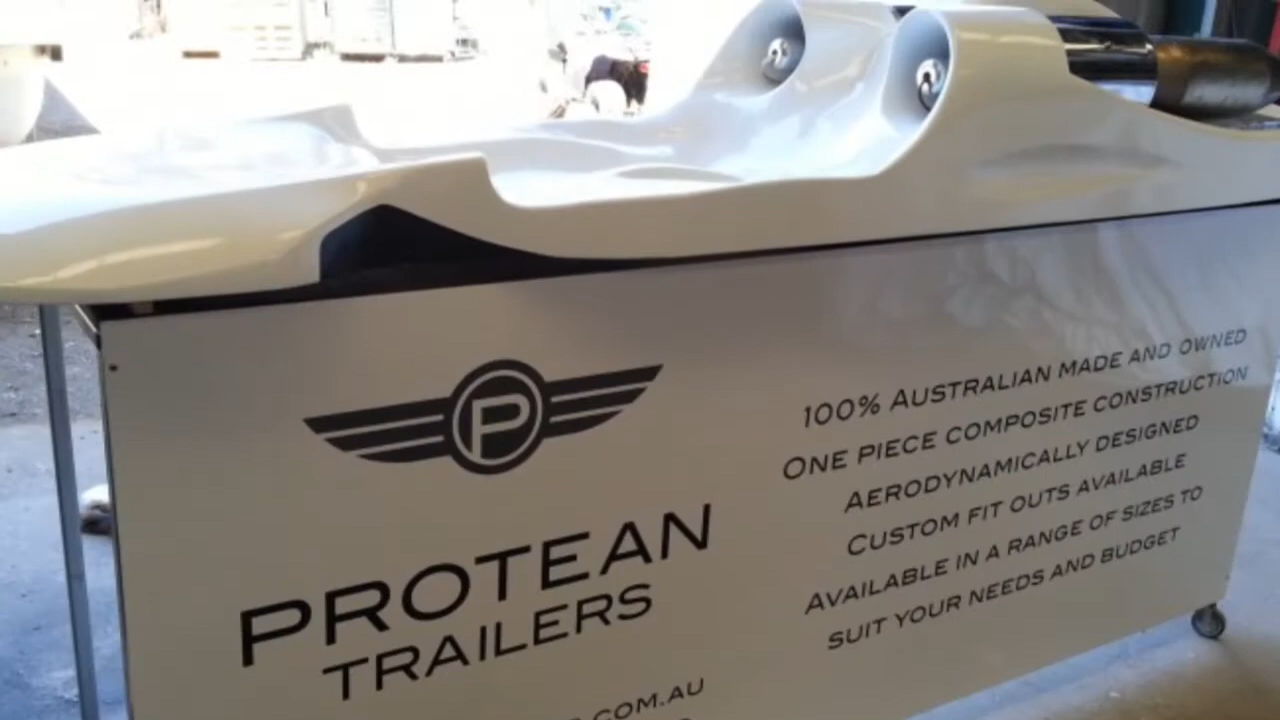 P
PROTEAN
TRAILERS
.COM.AU
100% AUSTRALIAN MADE AND OWNED
ONE PIECE COMPOSITE CONSTRUCTION
AERODYNAMICALLY DESIGNED
CUSTOM FIT OUTS AVAILABLE
AVAILABLE IN A RANGE OF SIZES TO
SUIT YOUR NEEDS AND BUDGET